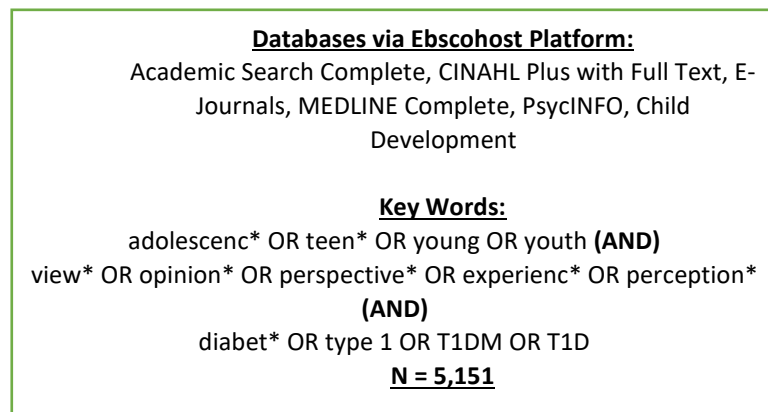 Databases via Ebscohost Platform:
Academic Search Complete, CINAHL Plus with Full Text, E-
Journals, MEDLINE Complete, PsycINFO, Child
Development
Key Words:
adolescenc* OR teen* OR young OR youth (AND)
view* OR opinion* OR perspective* OR experienc* OR perception*
(AND)
diabet* OR type 1 OR T1DM OR T1D
N = 5,151